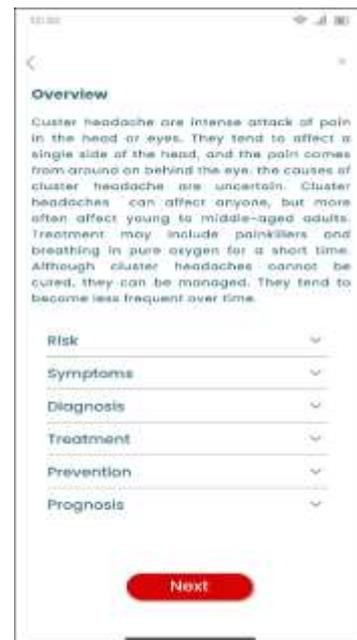 Overview
Custer headache are intense attack of pain
in the head or eyes. They tend to affect a
single side of the head, and the pain comes
from around on behind the eye. the causes of
cluster headache are uncertain. Cluster
headaches can affect anyone, but more
often affect young to middle-aged adults.
Treatment may include painkillers and
breathing in pure oxygen for a short time.
Although cluster headaches cannot be
cured, they can be managed. They tend to
become less frequent over time.
Risk
Symptoms
Diagnosis
Treatment
Prevention
Prognosis
Next